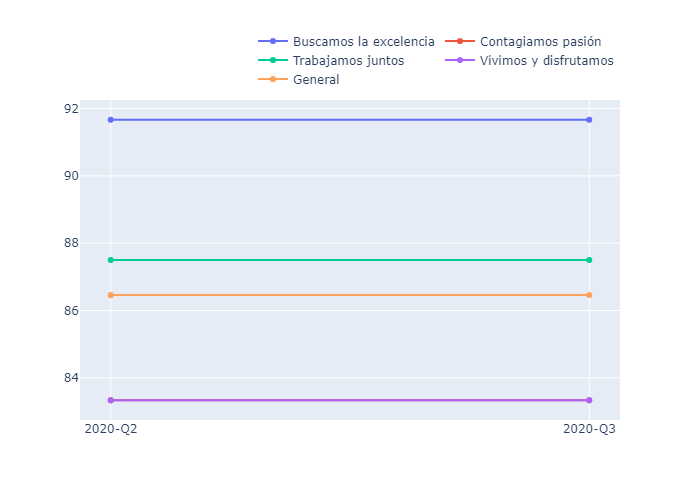 Buscamos la excelencia Contagiamos pasión
Trabajamos juntos Vivimos y disfrutamos
General
92
90
88
86
84
2020-Q2 2020-Q3